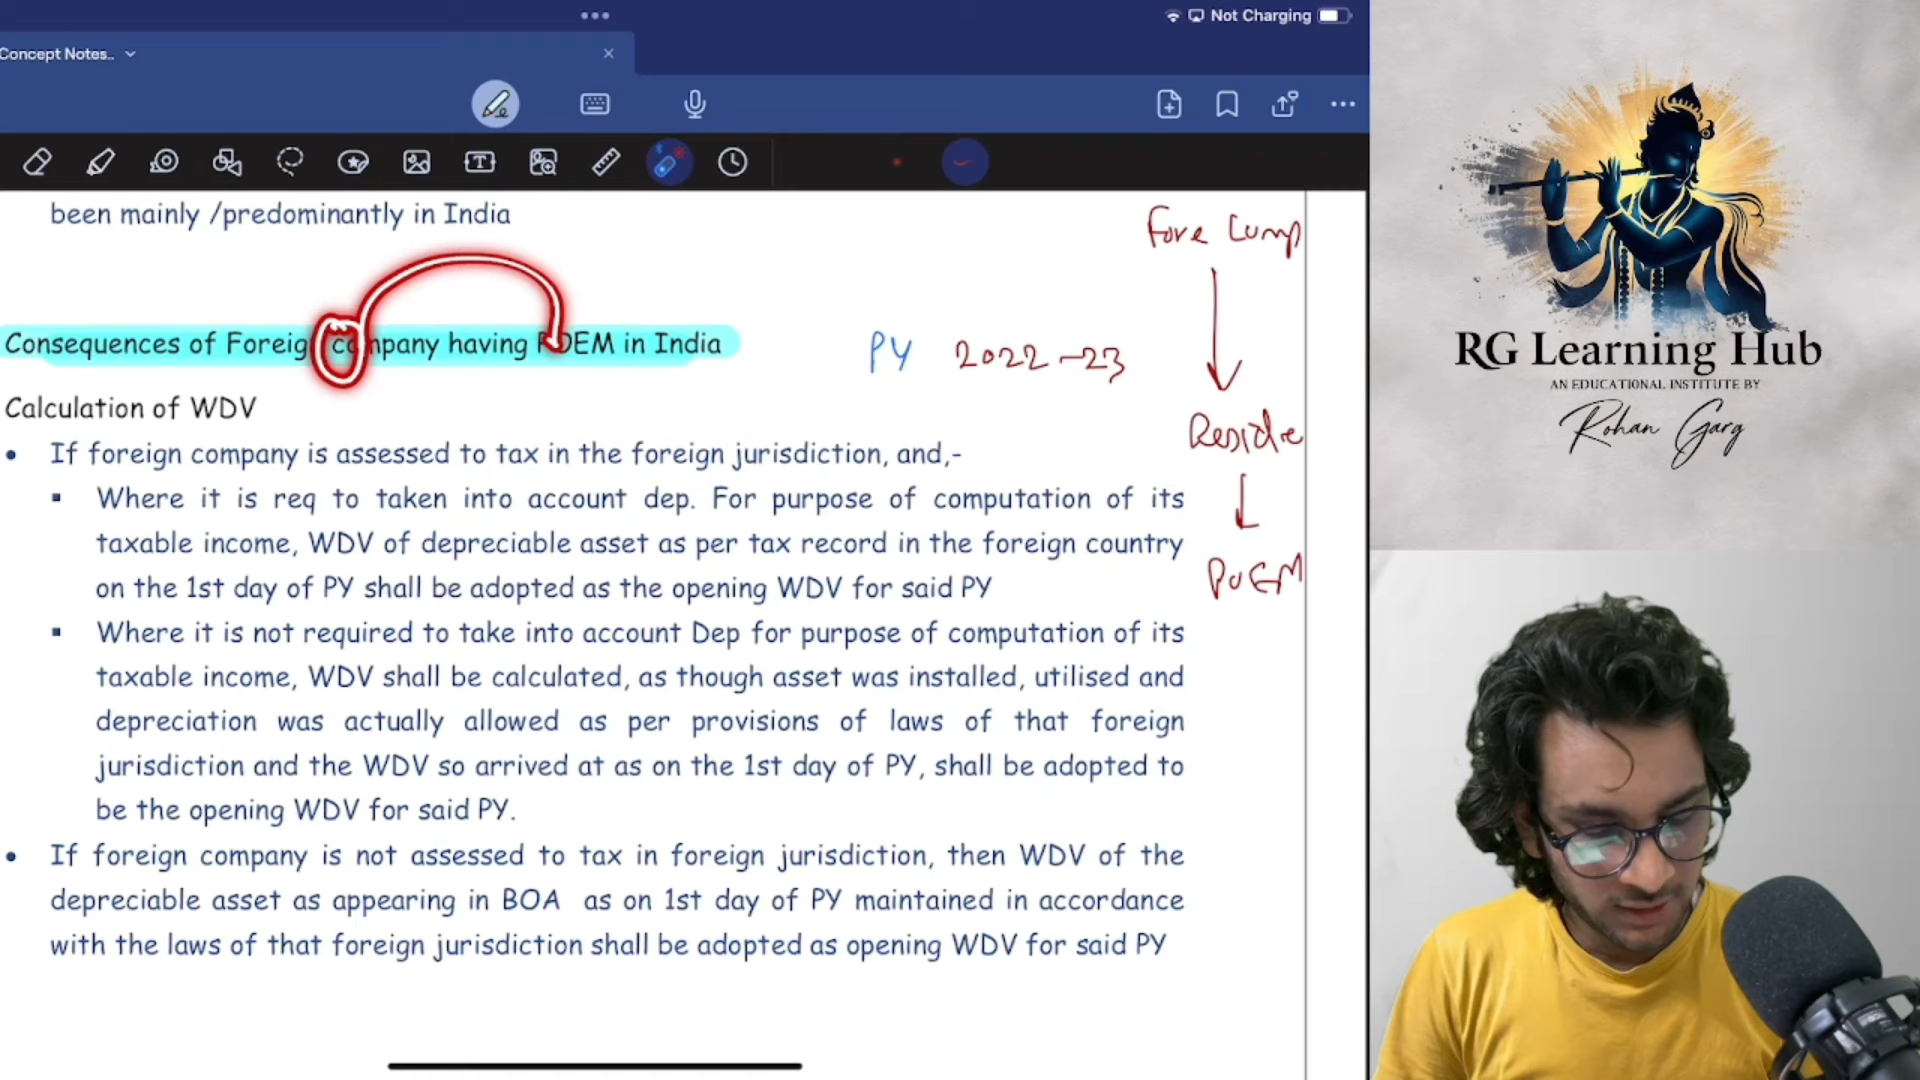 Not Charging
Concept Notes..
been mainly /predominantly in India
Fore Comp
Consequences of Foreign company having POEM in India
PY 2022-23
Calculation of WDV
Reside
• If foreign company is assessed to tax in the foreign jurisdiction, and,-
▪ Where it is req to taken into account dep. For purpose of computation of its
taxable income, WDV of depreciable asset as per tax record in the foreign country
on the 1st day of PY shall be adopted as the opening WDV for said PY
POEM
▪ Where it is not required to take into account Dep for purpose of computation of its
taxable income, WDV shall be calculated, as though asset was installed, utilised and
depreciation was actually allowed as per provisions of laws of that foreign
jurisdiction and the WDV so arrived at as on the 1st day of PY, shall be adopted to
be the opening WDV for said PY.
• If foreign company is not assessed to tax in foreign jurisdiction, then WDV of the
depreciable asset as appearing in BOA as on 1st day of PY maintained in accordance
with the laws of that foreign jurisdiction shall be adopted as opening WDV for said PY
RG Learning Hub
AN EDUCATIONAL INSTITUTE BY
Rohan Garg